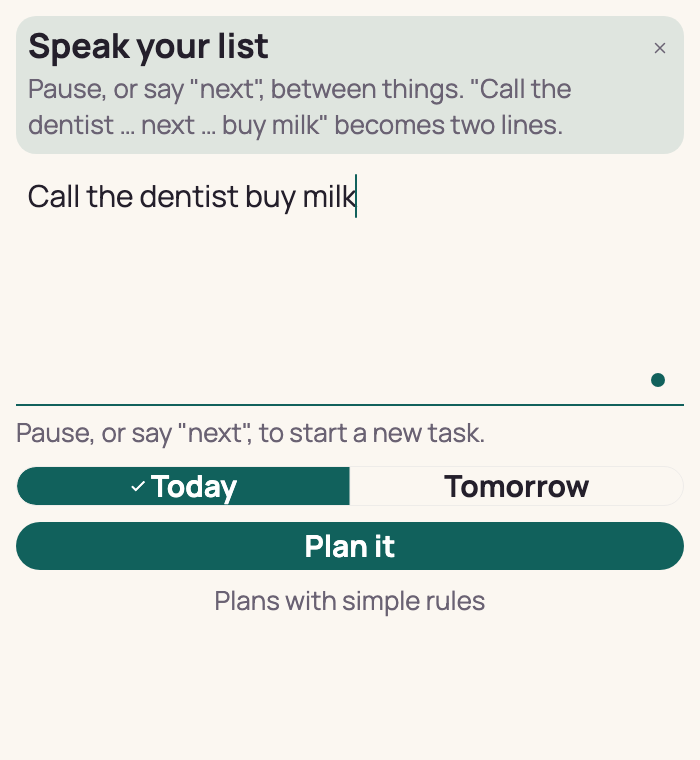 Speak your list
Pause, or say "next", between things. "Call the
dentist … next … buy milk" becomes two lines.
Call the dentist buy milk
Pause, or say "next", to start a new task.
Today
Tomorrow
Plan it
Plans with simple rules